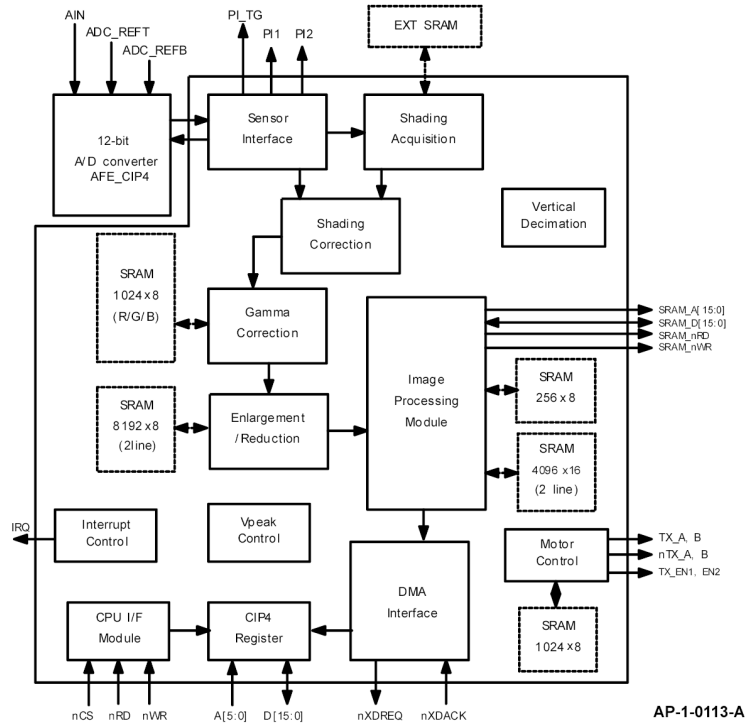 AIN
ADC_REFT
ADC_REFB
PI_TG
PI1
PI2
EXT SRAM
12-bit
A/D converter
AFE_CIP4
Sensor
Interface
Shading
Acquisition
Shading
Correction
Vertical
Decimation
SRAM
1024 x 8
(R/G/B)
Gamma
Correction
Image
Processing
Module
SRAM_A[15:0]
SRAM_D[15:0]
SRAM_nRD
SRAM_nWR
SRAM
256 x 8
SRAM
8192 x 8
(2line)
Enlargement
/Reduction
SRAM
4096 x16
(2 line)
IRQ
Interrupt
Control
Vpeak
Control
Motor
Control
TX_A, B
nTX_A, B
TX_EN1, EN2
DMA
Interface
CPU I/F
Module
CIP4
Register
SRAM
1024 x 8
nCS
nRD
nWR
A[5:0]
D[15:0]
nXDREQ
nXDACK
AP-1-0113-A